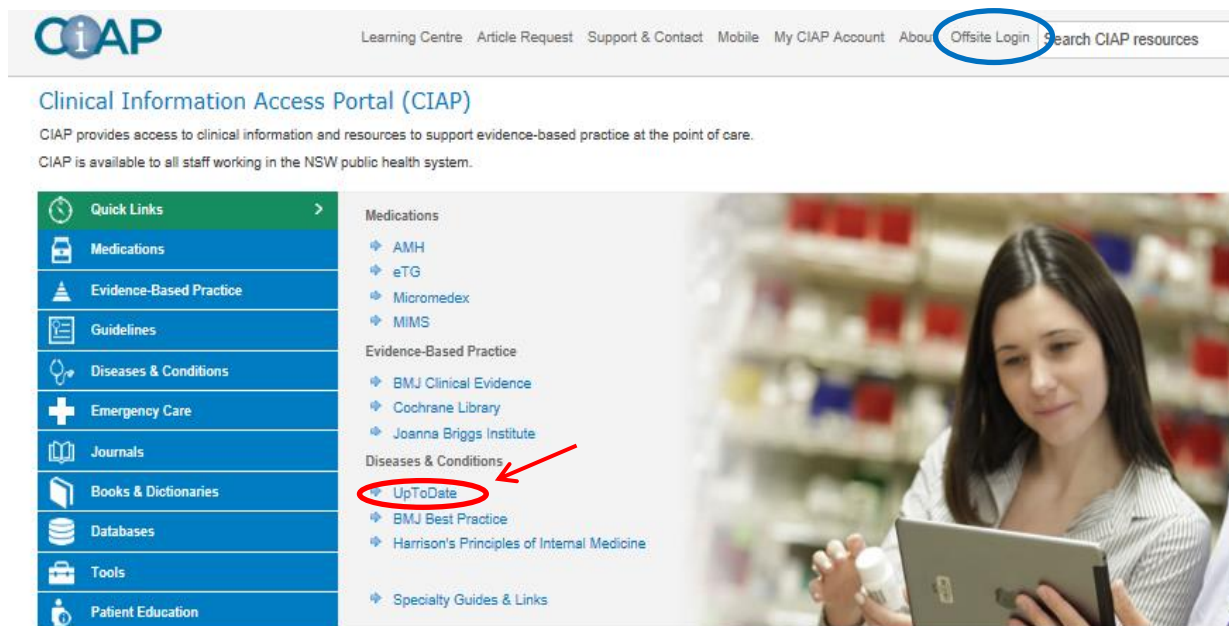 CiAP
Learning Centre Article Request Support & Contact Mobile My CIAP Account About Offsite Login Search CIAP resources
Clinical Information Access Portal (CIAP)
CIAP provides access to clinical information and resources to support evidence-based practice at the point of care.
CIAP is available to all staff working in the NSW public health system.
Quick Links >
Medications
Evidence-Based Practice
Guidelines
Diseases & Conditions
Emergency Care
Journals
Books & Dictionaries
Databases
Tools
Patient Education
Medications
AMH
eTG
Micromedex
MIMS
Evidence-Based Practice
BMJ Clinical Evidence
Cochrane Library
Joanna Briggs Institute
Diseases & Conditions
UpToDate
BMJ Best Practice
Harrison's Principles of Internal Medicine
Specialty Guides & Links